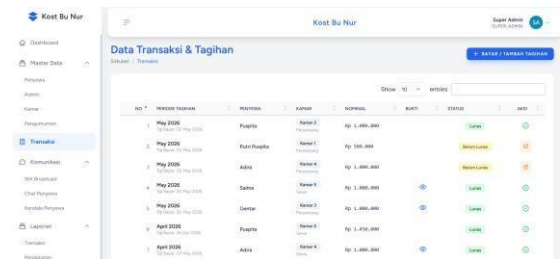 Kost Bu Nur
Kost Bu Nur
Super Admin
SUPER ADMIN
SA
Dashboard
Master Data
Penyewa
Admin
Kamar
Pengumuman
Transaksi
Komunikasi
WA Broadcast
Chat Penyewa
Kendala Penyewa
Laporan
Transaksi
Pendapatan
Data Transaksi & Tagihan
Sirkulasi / Transaksi
+ BAYAR / TAMBAH TAGIHAN
Show 10 entries
NO PERIODE TAGIHAN PENYEWA KAMAR NOMINAL BUKTI STATUS AKSI
1 May 2026 Puspita Kamar 2 Rp 1.000.000 Lunas
2 May 2026 Putri Puspita Kamar 1 Rp 500.000 Belum Lunas
3 May 2026 Adira Kamar 4 Rp 1.000.000 Belum Lunas
4 May 2026 Salma Kamar 5 Rp 1.000.000 Lunas
5 May 2026 Gentar Kamar 3 Rp 1.000.000 Lunas
6 April 2026 Puspita Rp 1.450.000 Lunas
7 April 2026 Adira Kamar 4 Rp 1.000.000 Lunas